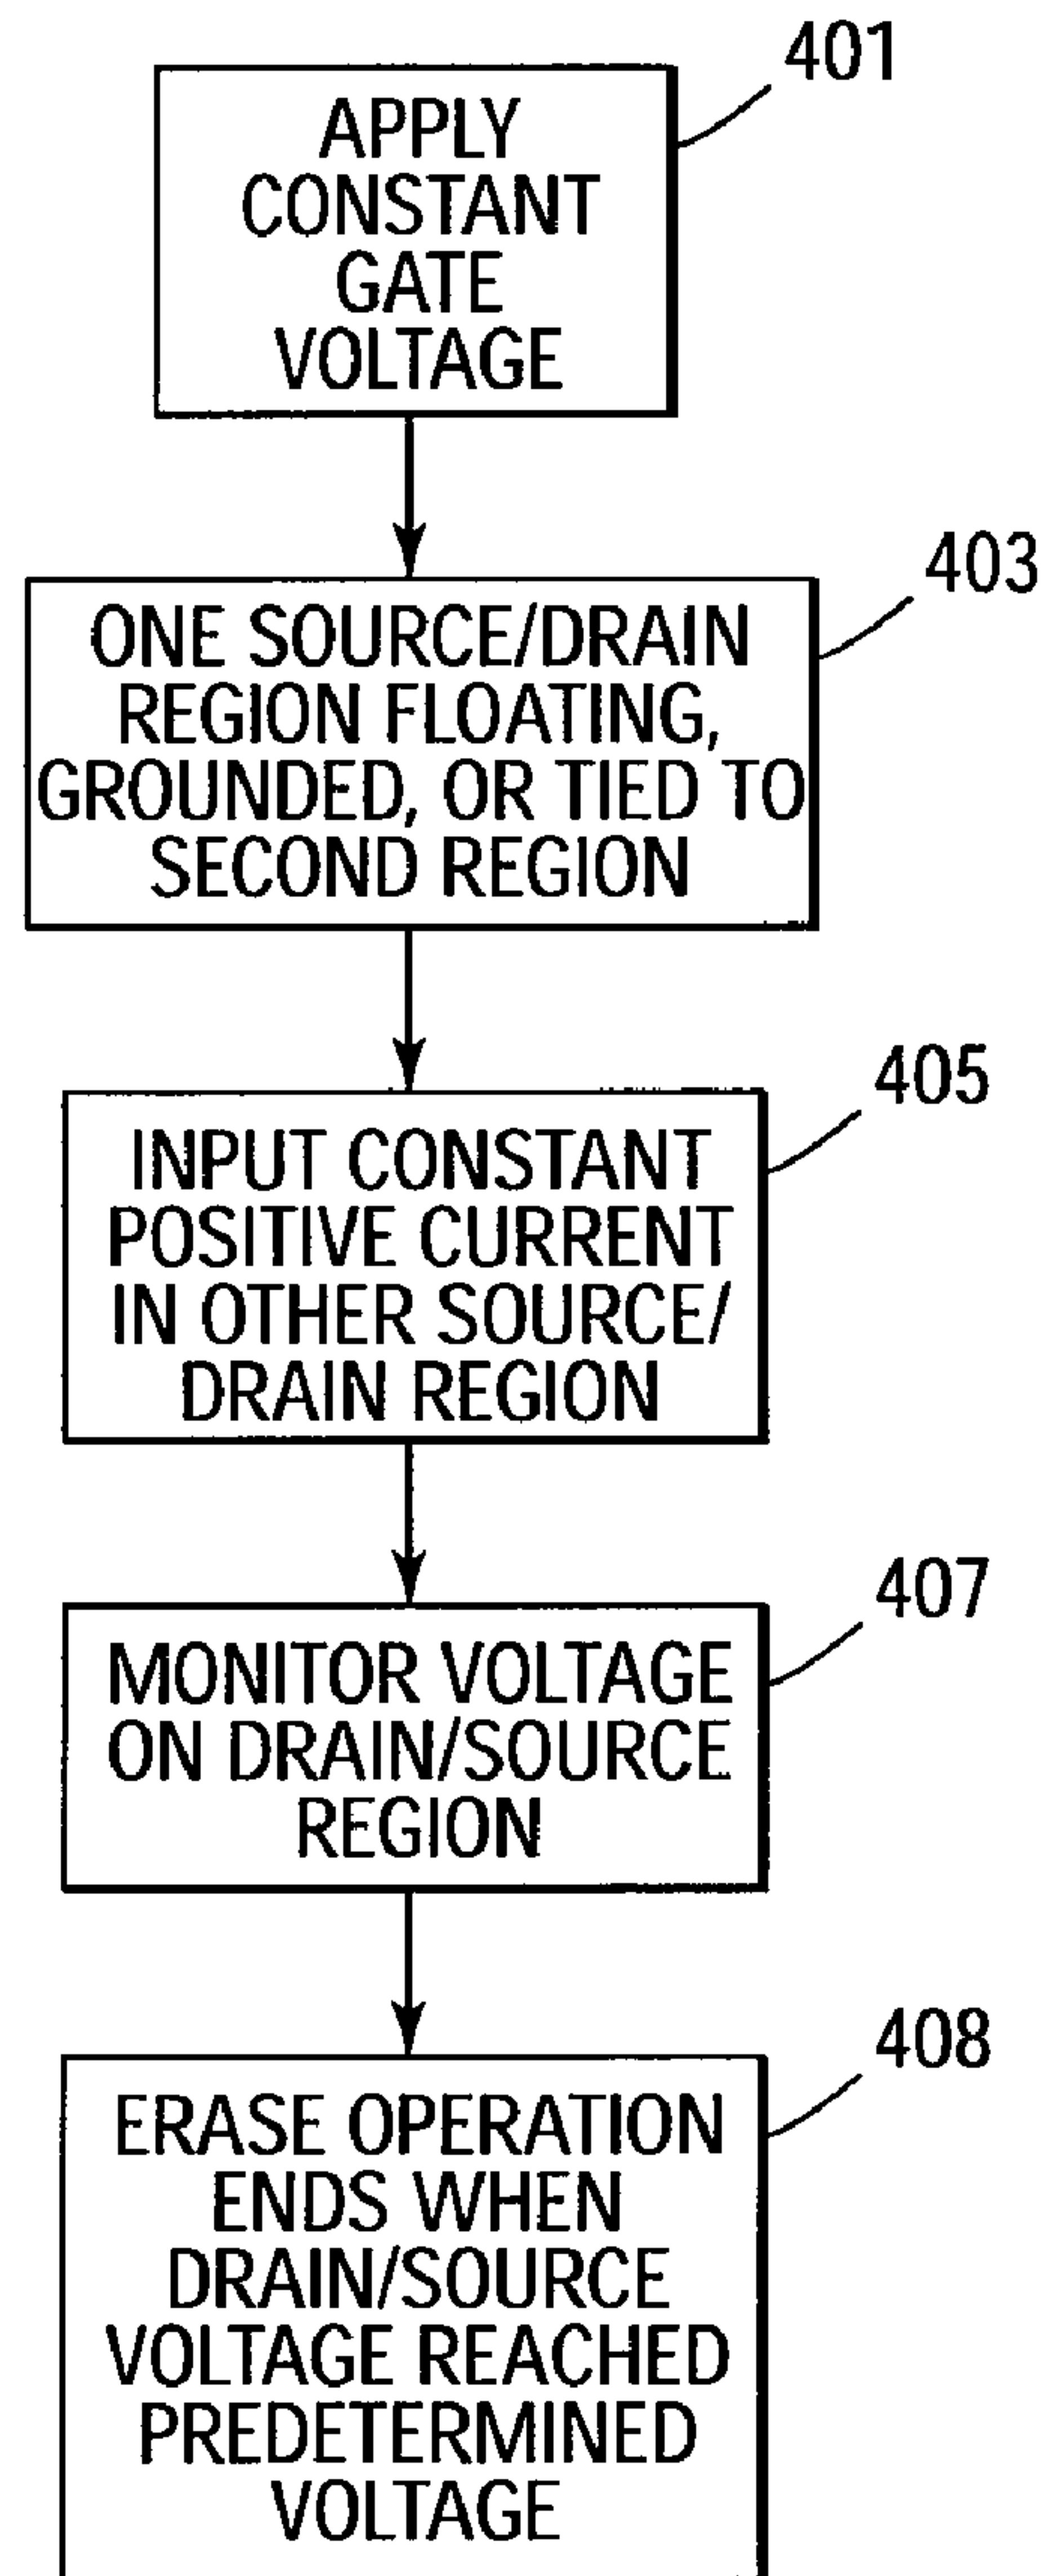 401
APPLY
CONSTANT
GATE
VOLTAGE
403
ONE SOURCE/DRAIN
REGION FLOATING,
GROUNDED, OR TIED TO
SECOND REGION
405
INPUT CONSTANT
POSITIVE CURRENT
IN OTHER SOURCE/
DRAIN REGION
407
MONITOR VOLTAGE
ON DRAIN/SOURCE
REGION
408
ERASE OPERATION
ENDS WHEN
DRAIN/SOURCE
VOLTAGE REACHED
PREDETERMINED
VOLTAGE